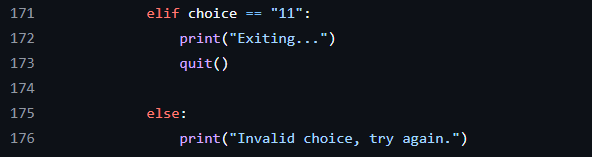 171 elif choice == "11":
172 print("Exiting...")
173 quit()
174
175 else:
176 print("Invalid choice, try again.")